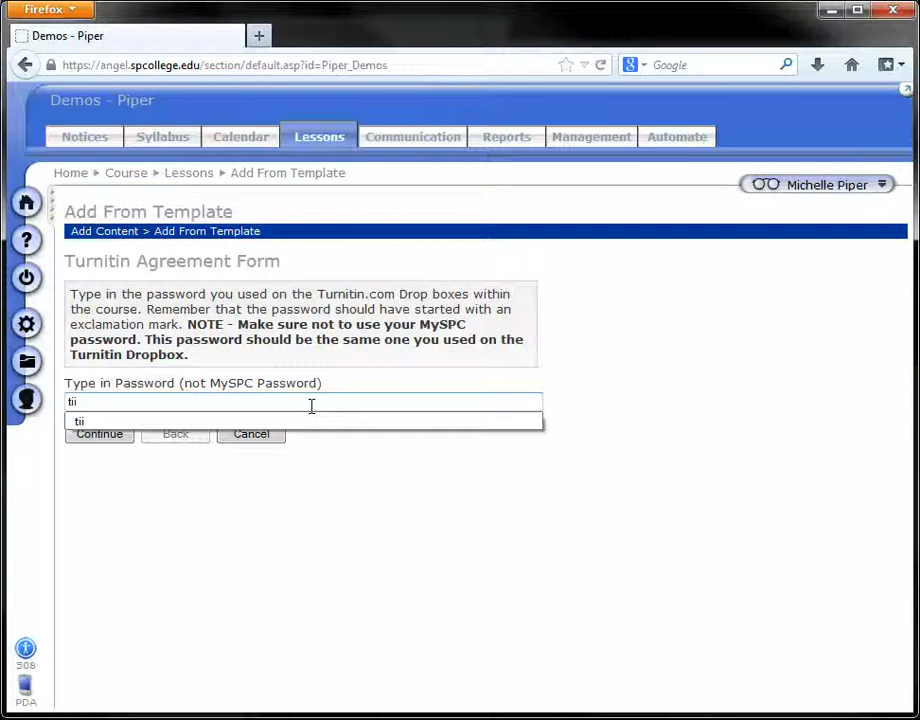 Firefox
Demos - Piper
https://angel.spcollege.edu/section/default.asp?id=Piper_Demos
Google
Demos - Piper
Notices
Syllabus
Calendar
Lessons
Communication
Reports
Management
Automate
Home
Course
Lessons
Add From Template
Michelle Piper
Add From Template
Add Content > Add From Template
Turnitin Agreement Form
Type in the password you used on the Turnitin.com Drop boxes within
the course. Remember that the password should have started with an
exclamation mark. NOTE - Make sure not to use your MySPC
password. This password should be the same one you used on the
Turnitin Dropbox.
Type in Password (not MySPC Password)
tii
tii
Continue
Back
Cancel
508
PDA